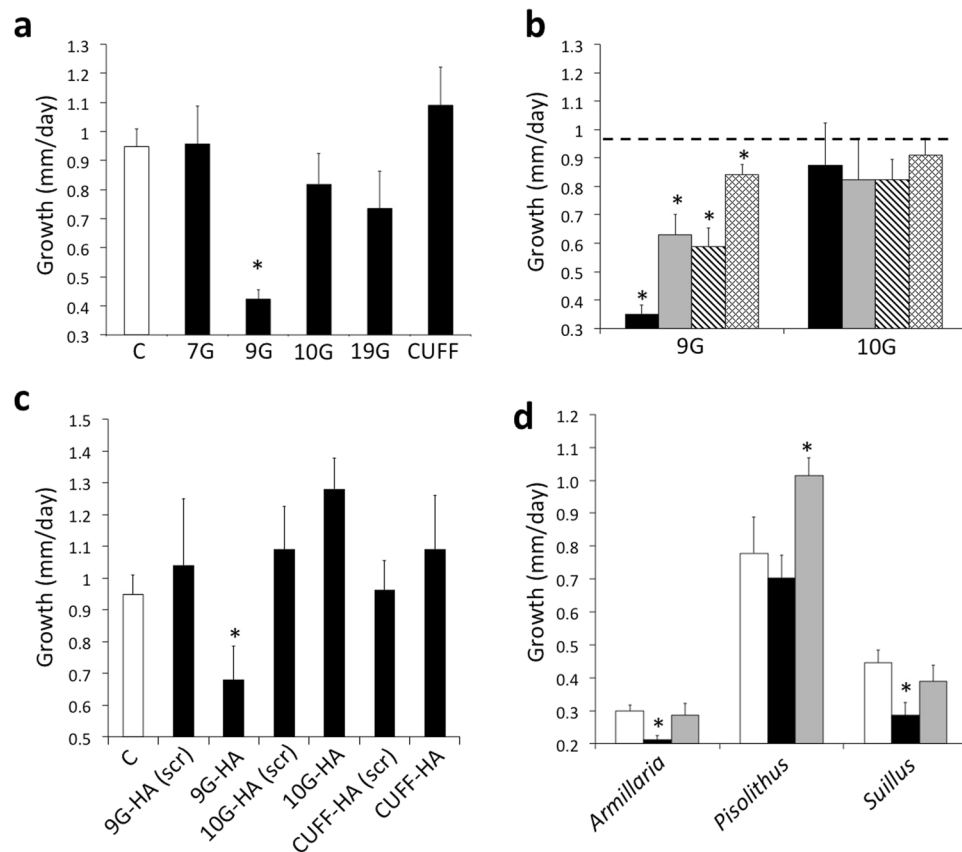 a
Growth (mm/day)
1.3
1.2
1.1
1
0.9
0.8
0.7
0.6
0.5
0.4
0.3
*
C 7G 9G 10G 19G CUFF
b
Growth (mm/day)
1.3
1.2
1.1
1
0.9
0.8
0.7
0.6
0.5
0.4
0.3
* * * *
9G 10G
c
Growth (mm/day)
1.5
1.4
1.3
1.2
1.1
1
0.9
0.8
0.7
0.6
0.5
*
C
9G-HA (scr)
9G-HA
10G-HA (scr)
10G-HA
CUFF-HA (scr)
CUFF-HA
d
Growth (mm/day)
1.2
1.1
1.0
0.9
0.8
0.7
0.6
0.5
0.4
0.3
0.2
* * *
Armillaria
Pisolithus
Suillus